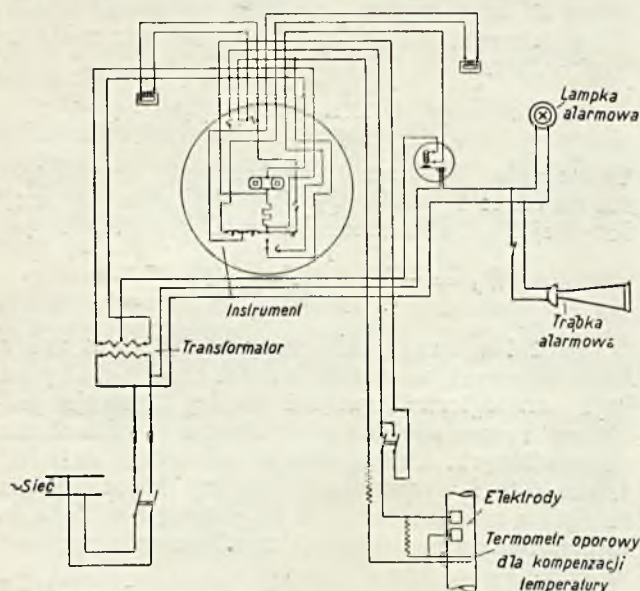 Lampka
alarmowa
Instrument
Trąbka
alarmowa
Transformator
~Sieć
Elektrody
Termometr oporowy
dla kompenzacji
temperatury